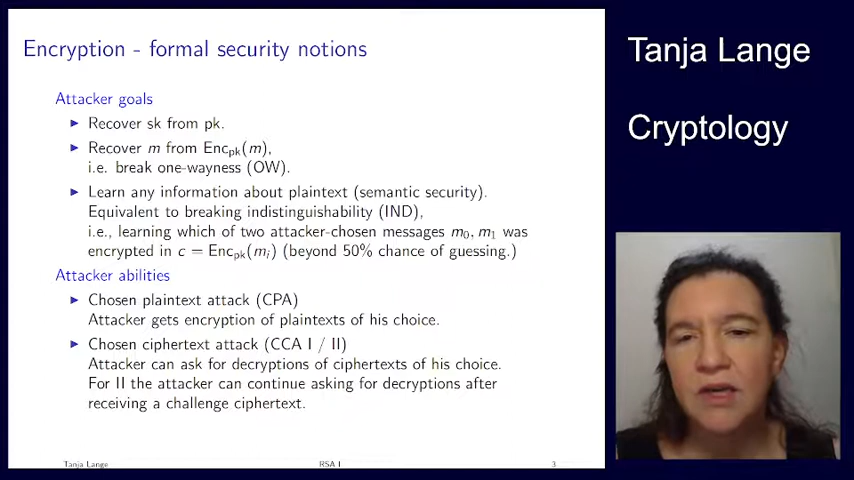 Encryption - formal security notions
Attacker goals
Recover sk from pk.
Recover m from Encpk(m),
i.e. break one-wayness (OW).
Learn any information about plaintext (semantic security).
Equivalent to breaking indistinguishability (IND),
i.e., learning which of two attacker-chosen messages m0, m1 was
encrypted in c = Encpk(mi) (beyond 50% chance of guessing.)
Attacker abilities
Chosen plaintext attack (CPA)
Attacker gets encryption of plaintexts of his choice.
Chosen ciphertext attack (CCA I / II)
Attacker can ask for decryptions of ciphertexts of his choice.
For II the attacker can continue asking for decryptions after
receiving a challenge ciphertext.
Tanja Lange RSA I 3
Tanja Lange
Cryptology